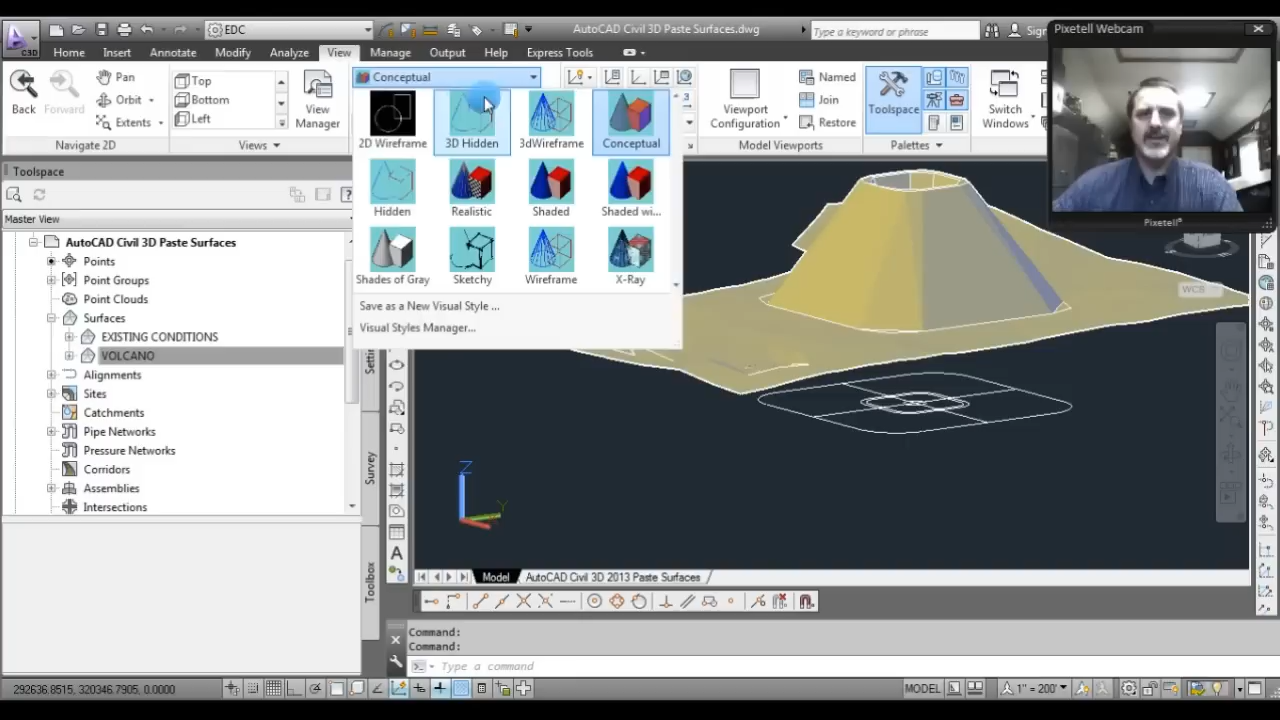 EDC
AutoCAD Civil 3D Paste Surfaces.dwg
Type a keyword or phrase
Pixetell Webcam
C3D
Home Insert Annotate Modify Analyze View Manage Output Help Express Tools
Back
Forward
Pan
Orbit
Extents
Navigate 2D
Top
Bottom
Left
View
Manager
Views
Conceptual
2D Wireframe
3D Hidden
3dWireframe
Conceptual
Hidden
Realistic
Shaded
Shaded wi...
Shades of Gray
Sketchy
Wireframe
X-Ray
Save as a New Visual Style ...
Visual Styles Manager...
Viewport
Configuration
Named
Join
Restore
Model Viewports
Toolspace
Palettes
Switch
Windows
Pixetell®
WCS
Toolspace
Master View
AutoCAD Civil 3D Paste Surfaces
Points
Point Groups
Point Clouds
Surfaces
EXISTING CONDITIONS
VOLCANO
Alignments
Sites
Catchments
Pipe Networks
Pressure Networks
Corridors
Assemblies
Intersections
Survey
Toolbox
Z
Y
Model AutoCAD Civil 3D 2013 Paste Surfaces
Command:
Command:
Type a command
292636.8515, 320346.7905, 0.0000
MODEL
1" = 200'